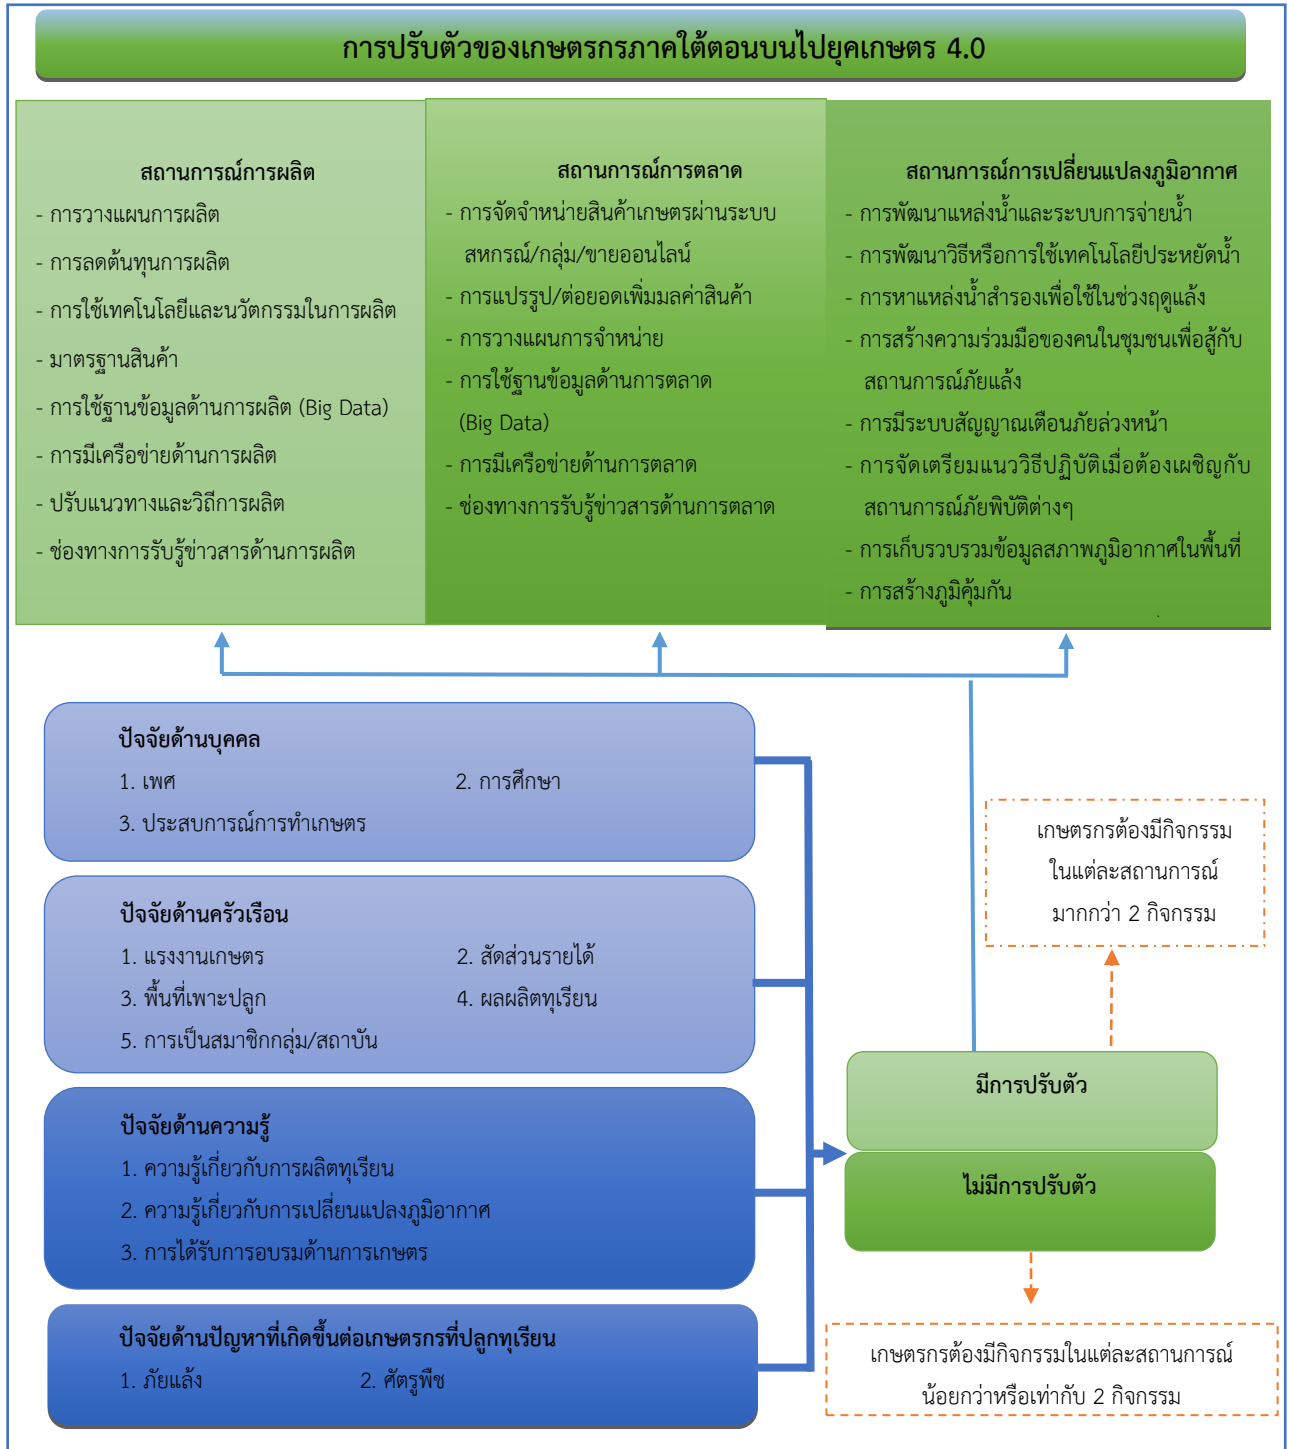 การปรับตัวของเกษตรกรภาคใต้ตอนบนไปยุคเกษตร 4.0
สถานการณ์การผลิต
- การวางแผนการผลิต
- การลดต้นทุนการผลิต
- การใช้เทคโนโลยีและนวัตกรรมในการผลิต
- มาตรฐานสินค้า
- การใช้ฐานข้อมูลด้านการผลิต (Big Data)
- การมีเครือข่ายด้านการผลิต
- ปรับแนวทางและวิถีการผลิต
- ช่องทางการรับรู้ข่าวสารด้านการผลิต
สถานการณ์การตลาด
- การจัดจำหน่ายสินค้าเกษตรผ่านระบบ
สหกรณ์/กลุ่ม/ขายออนไลน์
- การแปรรูป/ต่อยอดเพิ่มมลค่าสินค้า
- การวางแผนการจำหน่าย
- การใช้ฐานข้อมูลด้านการตลาด
(Big Data)
- การมีเครือข่ายด้านการตลาด
- ช่องทางการรับรู้ข่าวสารด้านการตลาด
สถานการณ์การเปลี่ยนแปลงภูมิอากาศ
- การพัฒนาแหล่งน้ำและระบบการจ่ายน้ำ
- การพัฒนาวิธีหรือการใช้เทคโนโลยีประหยัดน้ำ
- การหาแหล่งน้ำสำรองเพื่อใช้ในช่วงฤดูแล้ง
- การสร้างความร่วมมือของคนในชุมชนเพื่อสู้กับ
สถานการณ์ภัยแล้ง
- การมีระบบสัญญาณเตือนภัยล่วงหน้า
- การจัดเตรียมแนววิธีปฏิบัติเมื่อต้องเผชิญกับ
สถานการณ์ภัยพิบัติต่างๆ
- การเก็บรวบรวมข้อมูลสภาพภูมิอากาศในพื้นที่
- การสร้างภูมิคุ้มกัน
ปัจจัยด้านบุคคล
1. เพศ 2. การศึกษา
3. ประสบการณ์การทำเกษตร
ปัจจัยด้านครัวเรือน
1. แรงงานเกษตร 2. สัดส่วนรายได้
3. พื้นที่เพาะปลูก 4. ผลผลิตทุเรียน
5. การเป็นสมาชิกกลุ่ม/สถาบัน
ปัจจัยด้านความรู้
1. ความรู้เกี่ยวกับการผลิตทุเรียน
2. ความรู้เกี่ยวกับการเปลี่ยนแปลงภูมิอากาศ
3. การได้รับการอบรมด้านการเกษตร
ปัจจัยด้านปัญหาที่เกิดขึ้นต่อเกษตรกรที่ปลูกทุเรียน
1. ภัยแล้ง 2. ศัตรูพืช
เกษตรกรต้องมีกิจกรรม
ในแต่ละสถานการณ์
มากกว่า 2 กิจกรรม
มีการปรับตัว
ไม่มีการปรับตัว
เกษตรกรต้องมีกิจกรรมในแต่ละสถานการณ์
น้อยกว่าหรือเท่ากับ 2 กิจกรรม